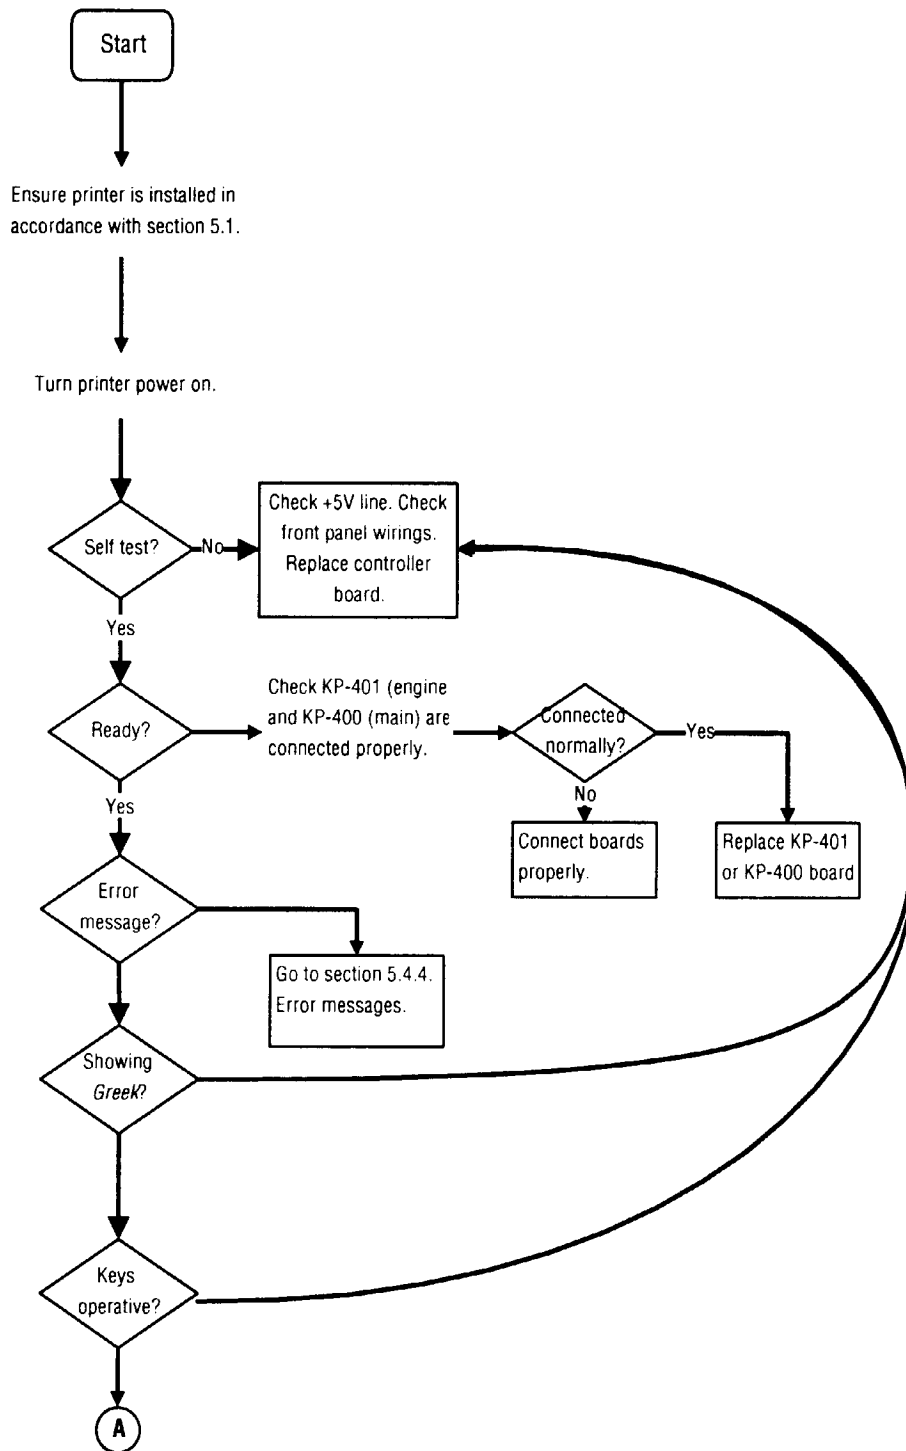 Start
Ensure printer is installed in
accordance with section 5.1.
Turn printer power on.
Self test?
No
Check +5V line. Check
front panel wirings.
Replace controller
board.
Yes
Ready?
Check KP-401 (engine
and KP-400 (main) are
connected properly.
Connected
normally?
Yes
No
Connect boards
properly.
Replace KP-401
or KP-400 board
Yes
Error
message?
Go to section 5.4.4.
Error messages.
Showing
Greek?
Keys
operative?
A